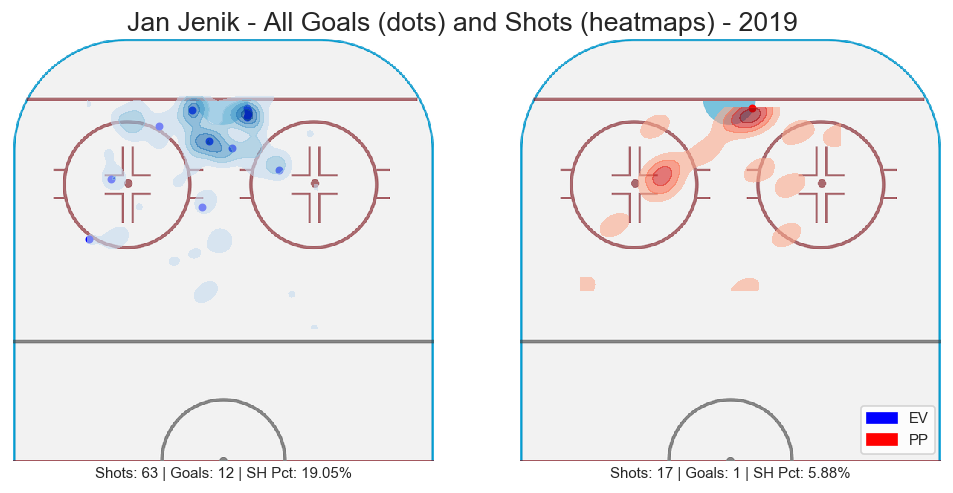 Jan Jenik - All Goals (dots) and Shots (heatmaps) - 2019
EV
PP
Shots: 63 | Goals: 12 | SH Pct: 19.05%
Shots: 17 | Goals: 1 | SH Pct: 5.88%